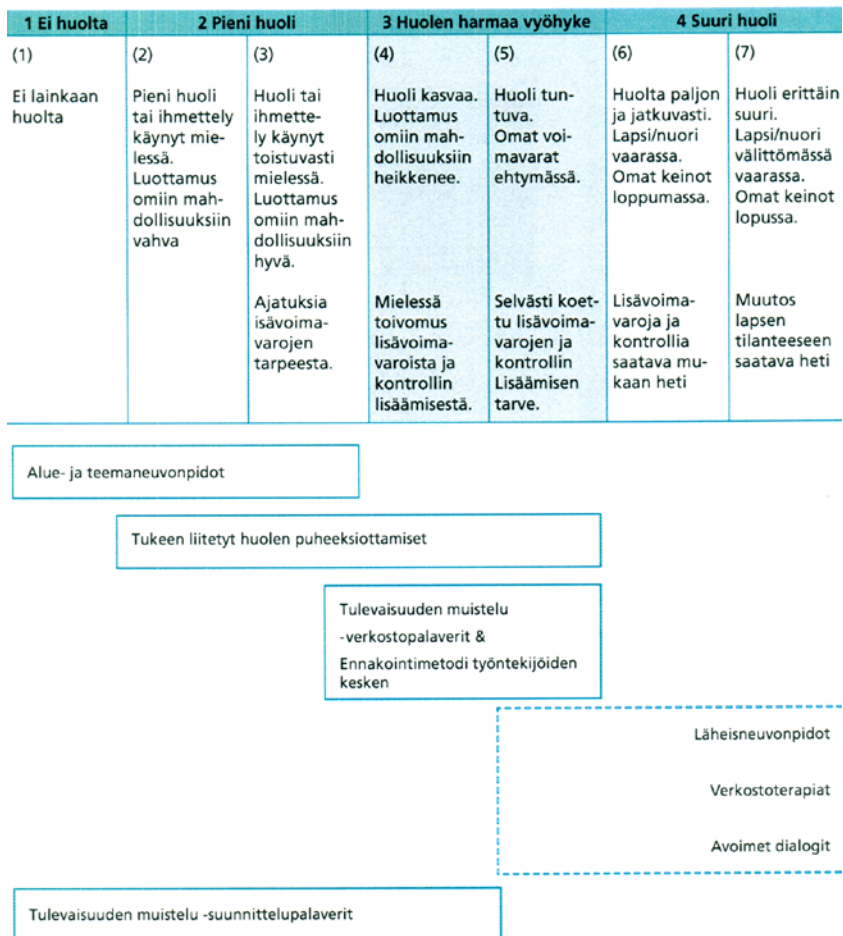 1 Ei huolta
2 Pieni huoli
3 Huolen harmaa vyöhyke
4 Suuri huoli
(1)
Ei lainkaan
huolta
(2)
Pieni huoli
tai ihmettely
käynyt mie-
lessä.
Luottamus
omiin mah-
dollisuuksiin
vahva
(3)
Huoli tai
ihmette-
ly käynyt
toistuvasti
mielessä.
Luottamus
omiin mah-
dollisuuksiin
hyvä.
Ajatuksia
isävoima-
varojen
tarpeesta.
(4)
Huoli kasvaa.
Luottamus
omiin mah-
dollisuuksiin
heikkenee.
Mielessä
toivomus
lisävoima-
varoista ja
kontrollin
lisäämisestä.
(5)
Huoli tun-
tuva.
Omat voi-
mavarat
ehtymässä.
Selvästi koet-
tu lisävoima-
varojen ja
kontrollin
Lisäämisen
tarve.
(6)
Huolta paljon
ja jatkuvasti.
Lapsi/nuori
vaarassa.
Omat keinot
loppumassa.
Lisävoima-
varoja ja
kontrollia
saatava mu-
kaan heti
(7)
Huoli erittäin
suuri.
Lapsi/nuori
välittömässä
vaarassa.
Omat keinot
lopussa.
Muutos
lapsen
tilanteeseen
saatava heti
Alue- ja teemaneuvonpidot
Tukeen liitetyt huolen puheeksiottamiset
Tulevaisuuden muistelu
-verkostopalaverit &
Ennakointimetodi työntekijöiden
kesken
Läheisneuvonpidot
Verkostoterapiat
Avoimet dialogit
Tulevaisuuden muistelu -suunnittelupalaverit